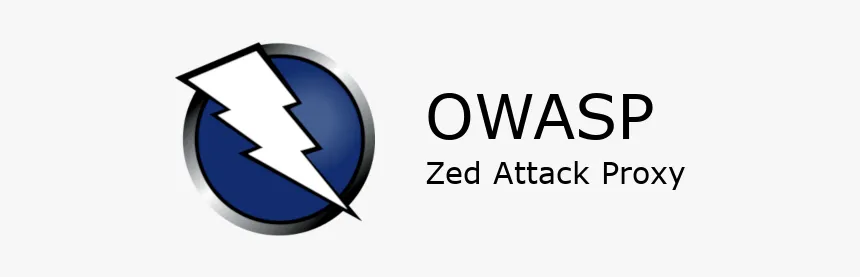 OWASP
Zed Attack Proxy